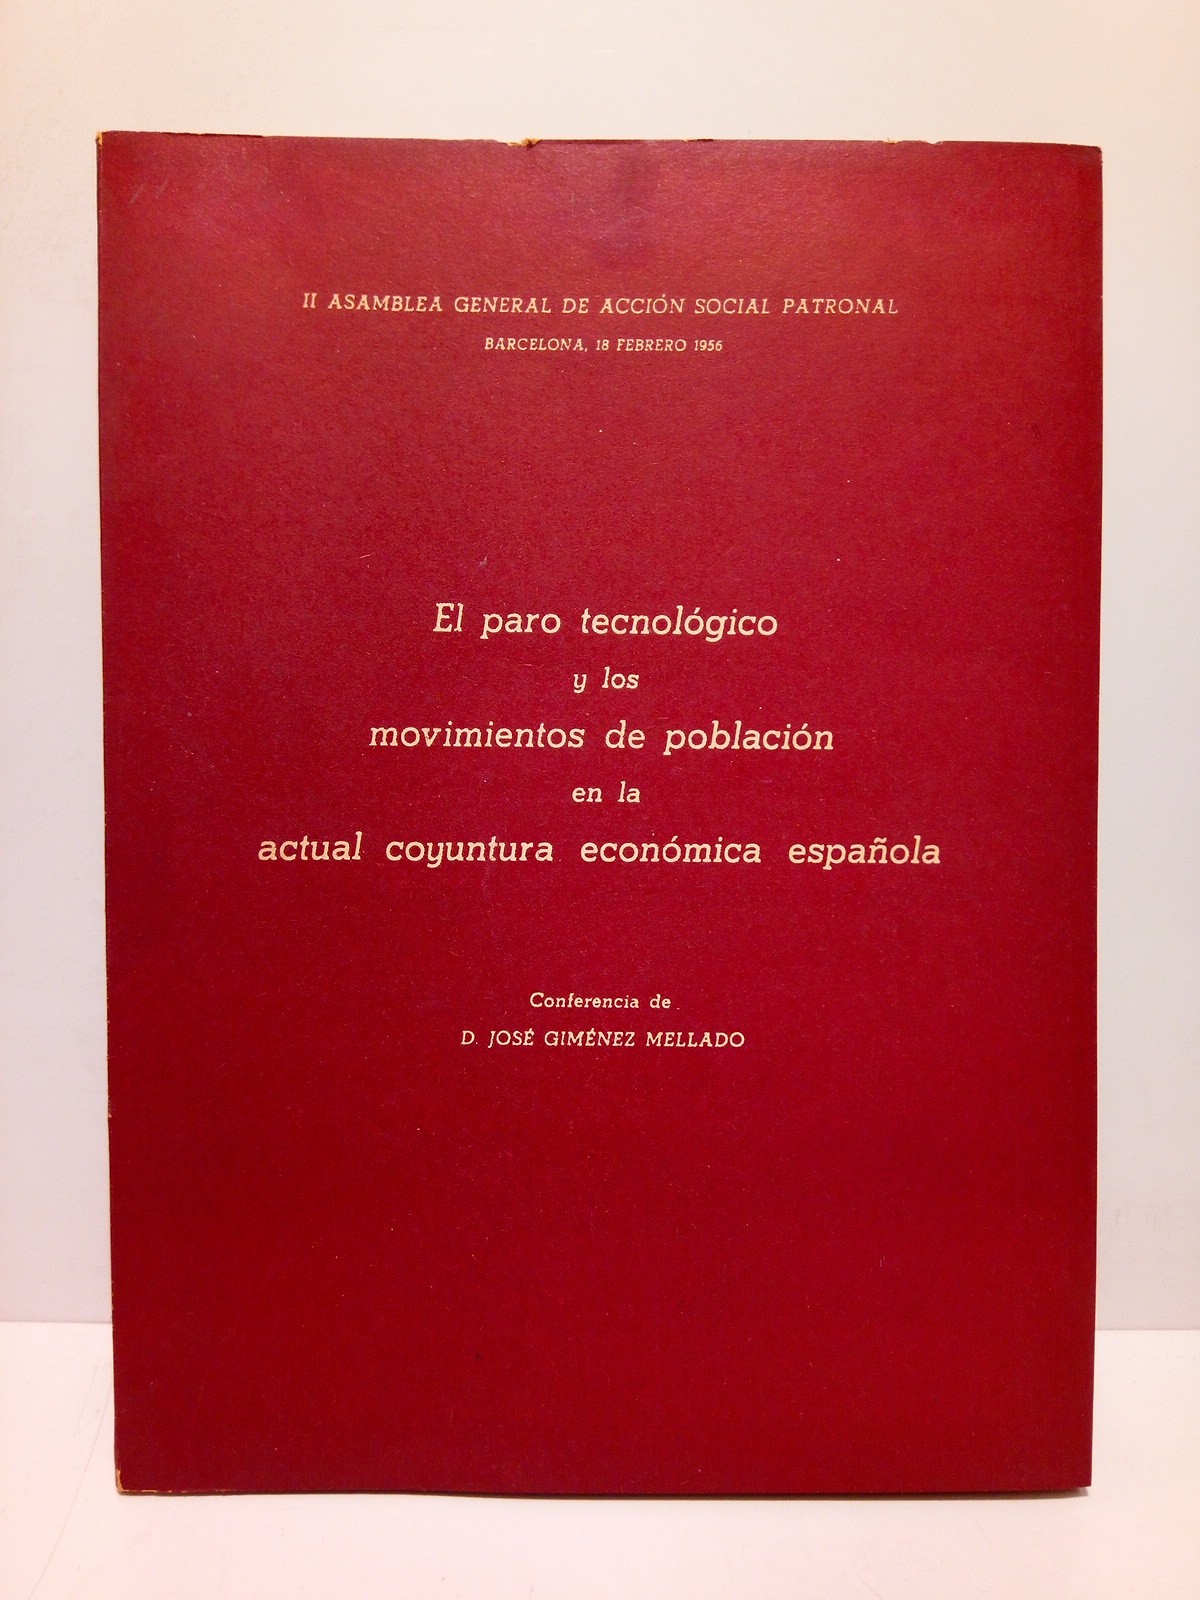 II ASAMBLEA GENERAL DE ACCIÓN SOCIAL PATRONAL
BARCELONA, 18 FEBRERO 1956
El paro tecnológico
y los
movimientos de población
en la
actual coyuntura económica española
Conferencia de
D. JOSÉ GIMÉNEZ MELLADO